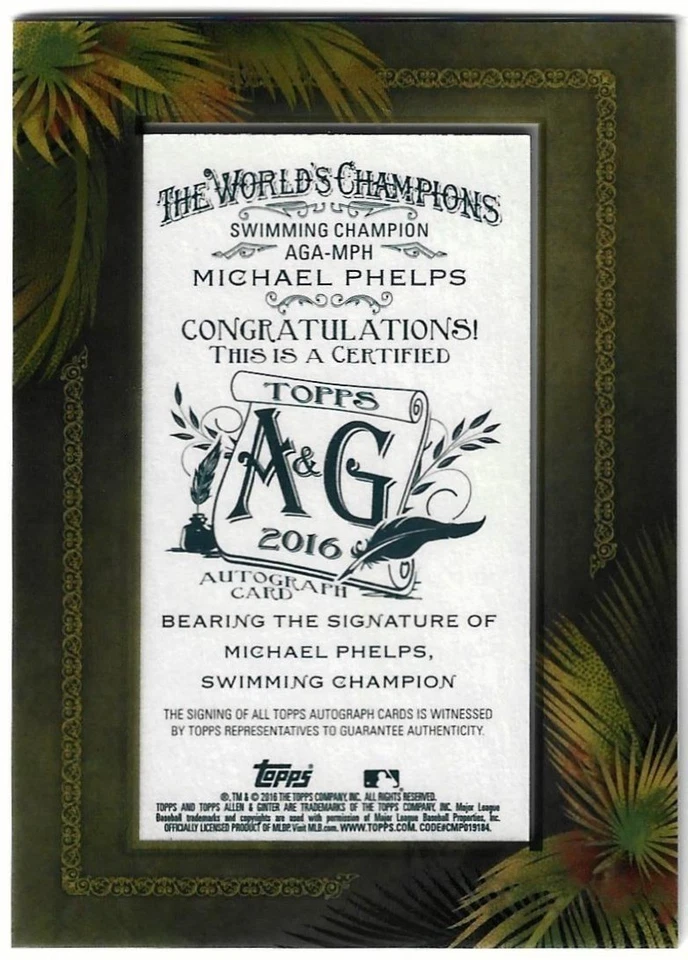 THE WORLD'S CHAMPIONS
SWIMMING CHAMPION
AGA-MPH
MICHAEL PHELPS
CONGRATULATIONS!
THIS IS A CERTIFIED
TOPPS
A&G
2016
AUTOGRAPH
CARD
BEARING THE SIGNATURE OF
MICHAEL PHELPS,
SWIMMING CHAMPION
THE SIGNING OF ALL TOPPS AUTOGRAPH CARDS IS WITNESSED
BY TOPPS REPRESENTATIVES TO GUARANTEE AUTHENTICITY.
topps
®, TM & © 2016 THE TOPPS COMPANY, INC. ALL RIGHTS RESERVED.
TOPPS AND TOPPS ALLEN & GINTER ARE TRADEMARKS OF THE TOPPS COMPANY, INC. Major League
Baseball trademarks and copyrights are used with permission of Major League Baseball Properties, Inc.
OFFICIALLY LICENSED PRODUCT OF MLBP. Visit MLB.com. WWW.TOPPS.COM. CODE#CMP019184.